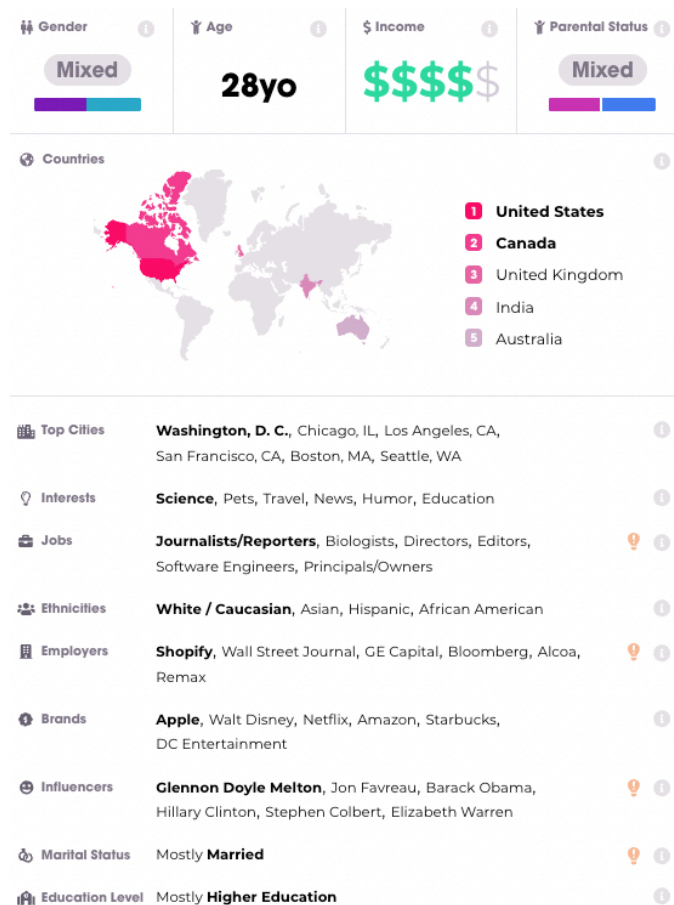 Gender
Age
$ Income
Parental Status
Mixed
28yo
$$$$$
Mixed
Countries
1 United States
2 Canada
3 United Kingdom
4 India
5 Australia
Top Cities Washington, D. C., Chicago, IL, Los Angeles, CA,
San Francisco, CA, Boston, MA, Seattle, WA
Interests Science, Pets, Travel, News, Humor, Education
Jobs Journalists/Reporters, Biologists, Directors, Editors,
Software Engineers, Principals/Owners
Ethnicities White / Caucasian, Asian, Hispanic, African American
Employers Shopify, Wall Street Journal, GE Capital, Bloomberg, Alcoa,
Remax
Brands Apple, Walt Disney, Netflix, Amazon, Starbucks,
DC Entertainment
Influencers Glennon Doyle Melton, Jon Favreau, Barack Obama,
Hillary Clinton, Stephen Colbert, Elizabeth Warren
Marital Status Mostly Married
Education Level Mostly Higher Education